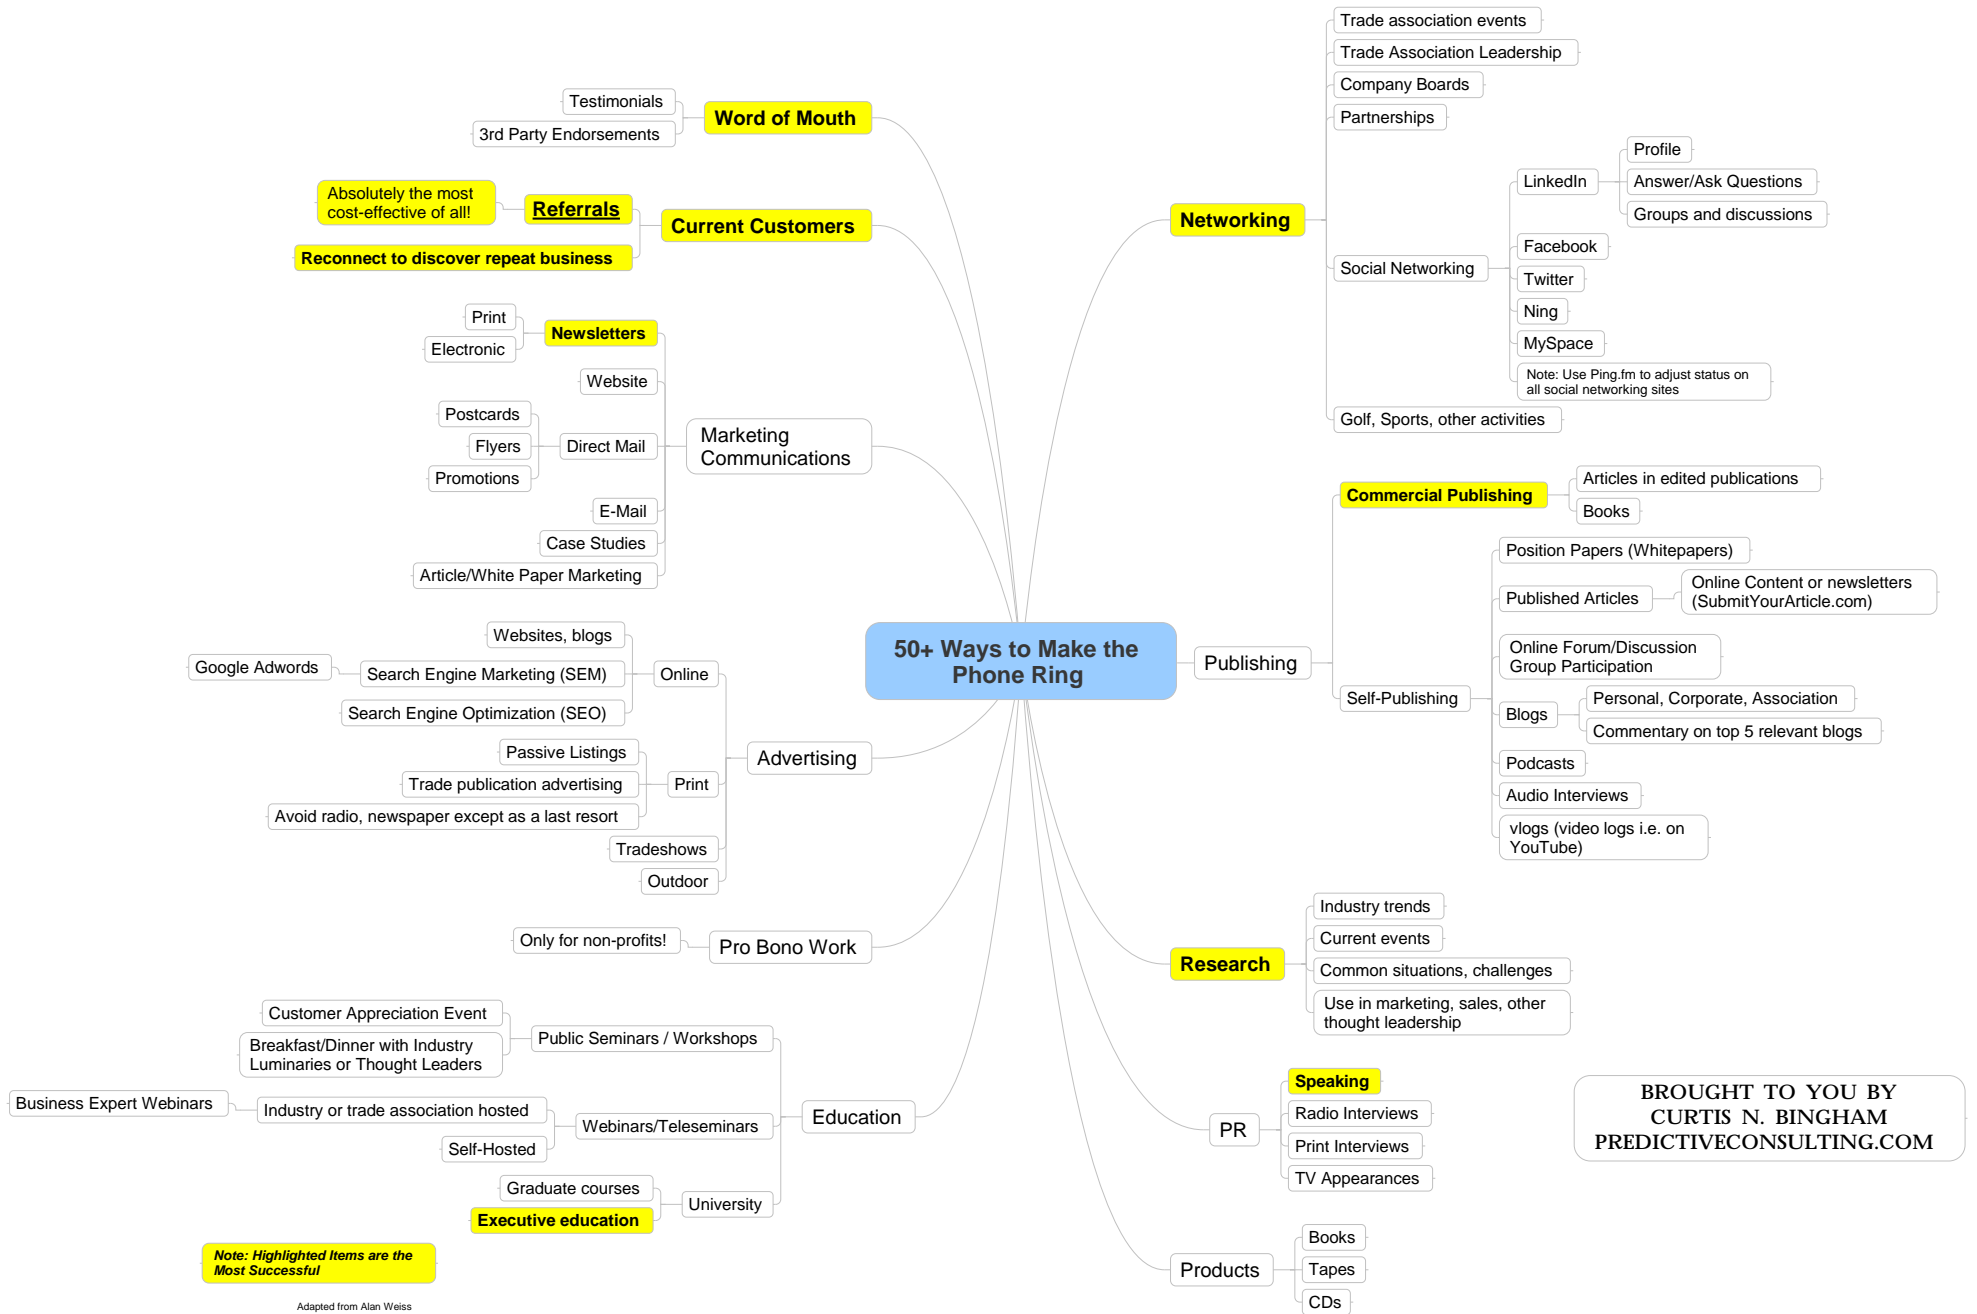 50+ Ways to Make the
Phone Ring
Word of Mouth
Testimonials
3rd Party Endorsements
Current Customers
Referrals
Absolutely the most
cost-effective of all!
Reconnect to discover repeat business
Marketing
Communications
Newsletters
Print
Electronic
Website
Direct Mail
Postcards
Flyers
Promotions
E-Mail
Case Studies
Article/White Paper Marketing
Advertising
Online
Websites, blogs
Search Engine Marketing (SEM)
Google Adwords
Search Engine Optimization (SEO)
Print
Passive Listings
Trade publication advertising
Avoid radio, newspaper except as a last resort
Tradeshows
Outdoor
Pro Bono Work
Only for non-profits!
Education
Public Seminars / Workshops
Customer Appreciation Event
Breakfast/Dinner with Industry
Luminaries or Thought Leaders
Webinars/Teleseminars
Industry or trade association hosted
Business Expert Webinars
Self-Hosted
University
Graduate courses
Executive education
Note: Highlighted Items are the
Most Successful
Adapted from Alan Weiss
Networking
Trade association events
Trade Association Leadership
Company Boards
Partnerships
Social Networking
LinkedIn
Profile
Answer/Ask Questions
Groups and discussions
Facebook
Twitter
Ning
MySpace
Note: Use Ping.fm to adjust status on
all social networking sites
Golf, Sports, other activities
Publishing
Commercial Publishing
Articles in edited publications
Books
Self-Publishing
Position Papers (Whitepapers)
Published Articles
Online Content or newsletters
(SubmitYourArticle.com)
Online Forum/Discussion
Group Participation
Blogs
Personal, Corporate, Association
Commentary on top 5 relevant blogs
Podcasts
Audio Interviews
vlogs (video logs i.e. on
YouTube)
Research
Industry trends
Current events
Common situations, challenges
Use in marketing, sales, other
thought leadership
PR
Speaking
Radio Interviews
Print Interviews
TV Appearances
Products
Books
Tapes
CDs
BROUGHT TO YOU BY
CURTIS N. BINGHAM
PREDICTIVECONSULTING.COM